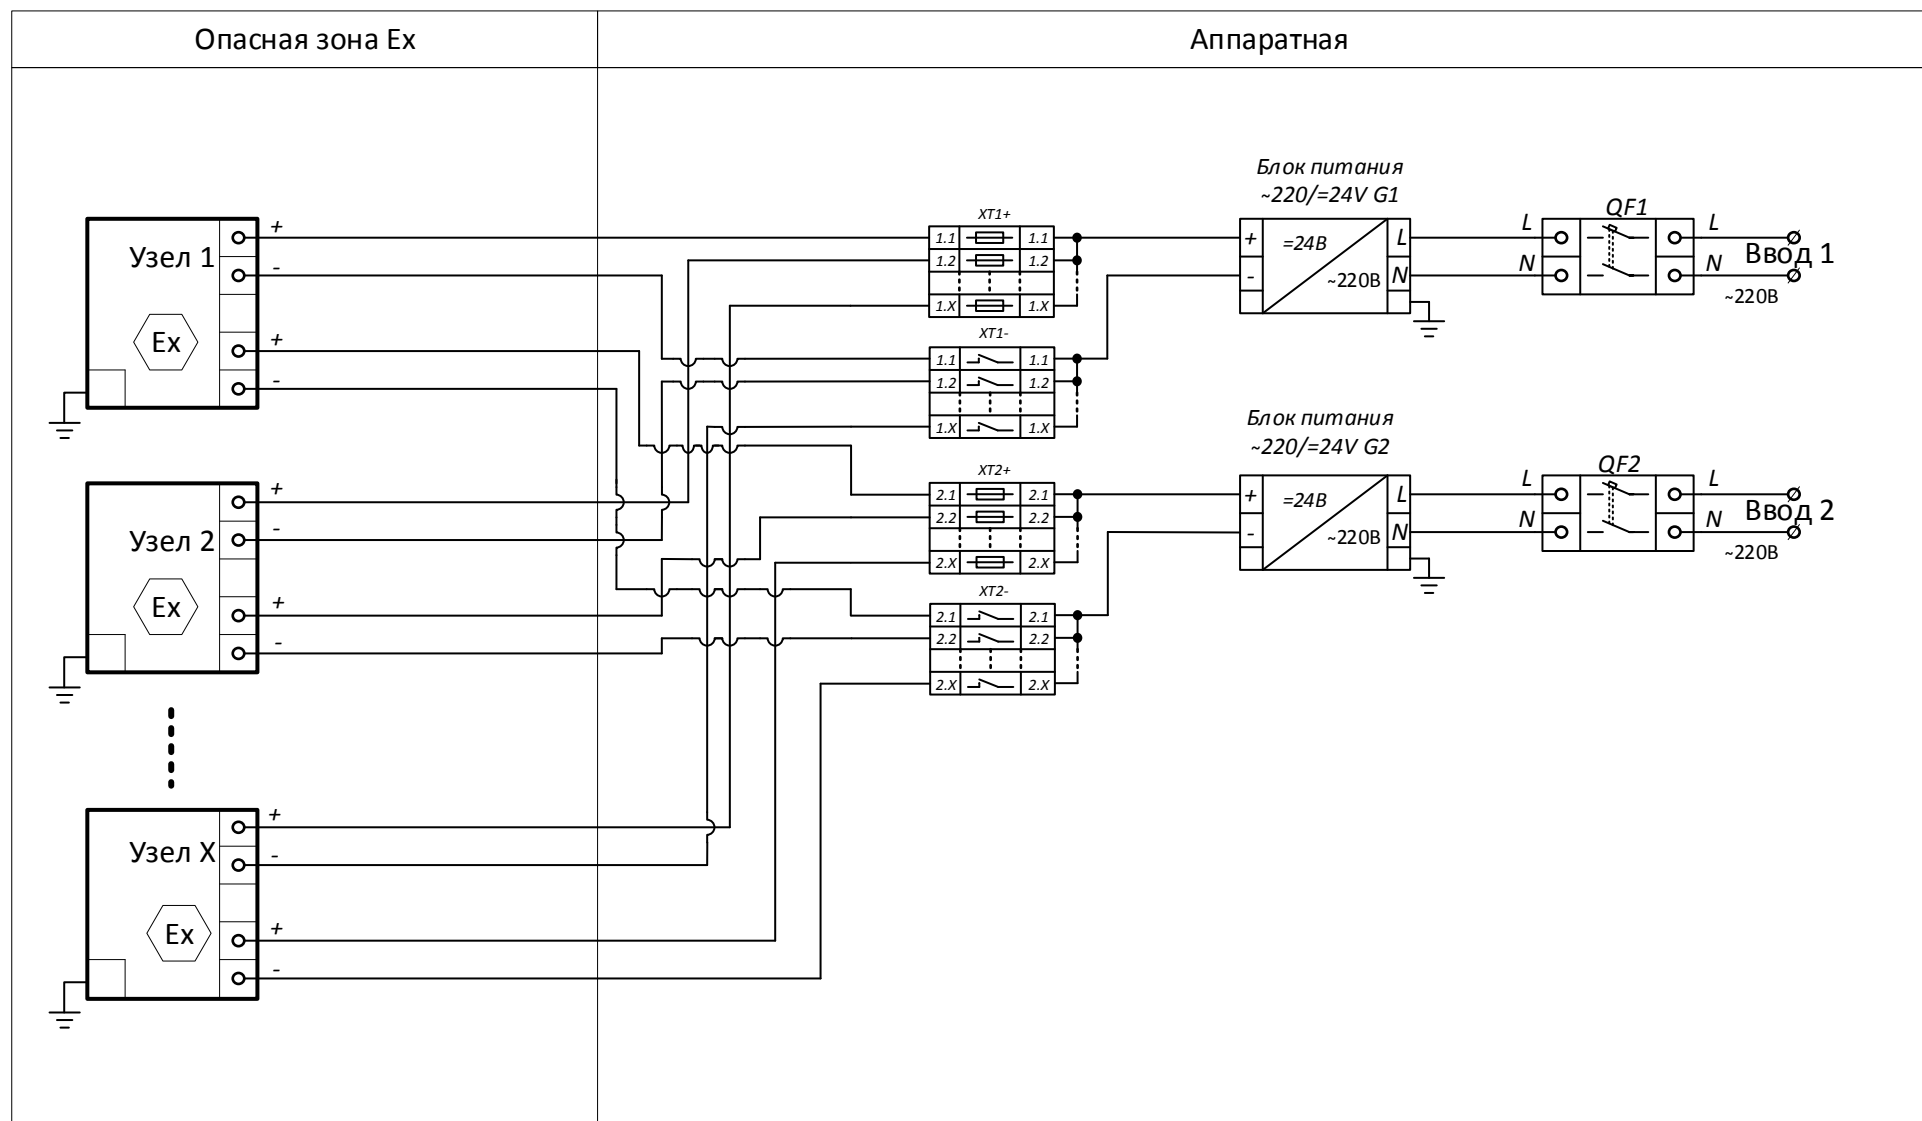 Опасная зона Ex
Аппаратная
Узел 1
Ex
+
-
+
-
Узел 2
Ex
+
-
+
-
Узел X
Ex
+
-
+
-
XT1+
1.1 1.1
1.2 1.2
1.X 1.X
XT1-
1.1 1.1
1.2 1.2
1.X 1.X
XT2+
2.1 2.1
2.2 2.2
2.X 2.X
XT2-
2.1 2.1
2.2 2.2
2.X 2.X
Блок питания
~220/=24V G1
+ =24В L
- ~220В N
L QF1 L
N N
Ввод 1
~220В
Блок питания
~220/=24V G2
+ =24В L
- ~220В N
L QF2 L
N N
Ввод 2
~220В